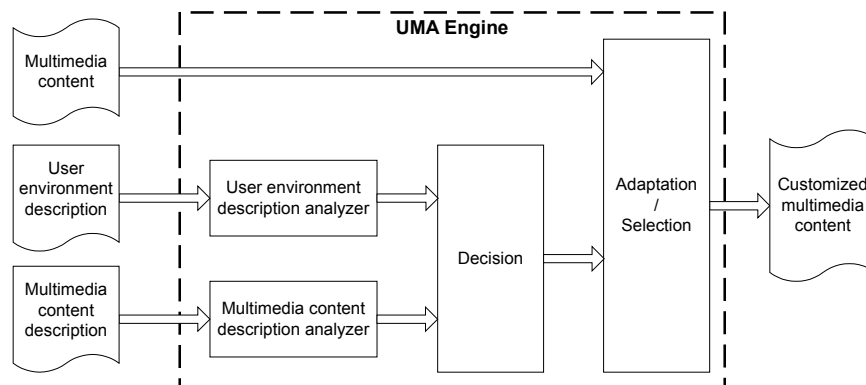 UMA Engine
Multimedia
content
User
environment
description
User environment
description analyzer
Multimedia
content
description
Multimedia content
description analyzer
Decision
Adaptation
/
Selection
Customized
multimedia
content